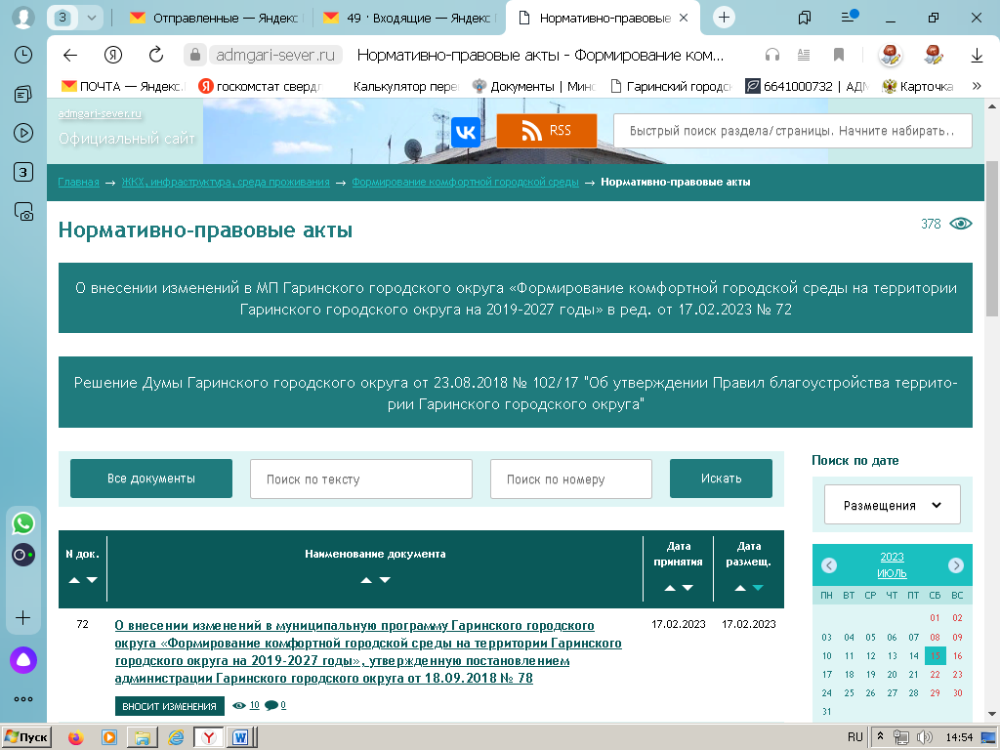 3
Отправленные — Яндекс
49 · Входящие — Яндекс
Нормативно-правовые
admgari-sever.ru
Нормативно-правовые акты - Формирование ком...
ПОЧТА — Яндекс.
госкомстат сверд
Калькулятор пере
Документы | Минс
Гаринский городс
6641000732 | АДМ
Карточка
»
admgari-sever.ru
Официальный сайт
RSS
Быстрый поиск раздела/страницы. Начните набирать..
3
Главная → ЖКХ, инфраструктура, среда проживания → Формирование комфортной городской среды → Нормативно-правовые акты
Нормативно-правовые акты
378
О внесении изменений в МП Гаринского городского округа «Формирование комфортной городской среды на территории
Гаринского городского округа на 2019-2027 годы» в ред. от 17.02.2023 № 72
Решение Думы Гаринского городского округа от 23.08.2018 № 102/17 "Об утверждении Правил благоустройства террито-
рии Гаринского городского округа"
Все документы
Поиск по тексту
Поиск по номеру
Искать
Поиск по дате
Размещения
N док.
Наименование документа
Дата
принятия
Дата
размещ.
72
О внесении изменений в муниципальную программу Гаринского городского
округа «Формирование комфортной городской среды на территории Гаринского
городского округа на 2019-2027 годы», утвержденную постановлением
администрации Гаринского городского округа от 18.09.2018 № 78
17.02.2023
17.02.2023
ВНОСИТ ИЗМЕНЕНИЯ
10
0
2023
ИЮЛЬ
ПН ВТ СР ЧТ ПТ СБ ВС
01 02
03 04 05 06 07 08 09
10 11 12 13 14 15 16
17 18 19 20 21 22 23
24 25 26 27 28 29 30
31
Пуск
RU
14:54